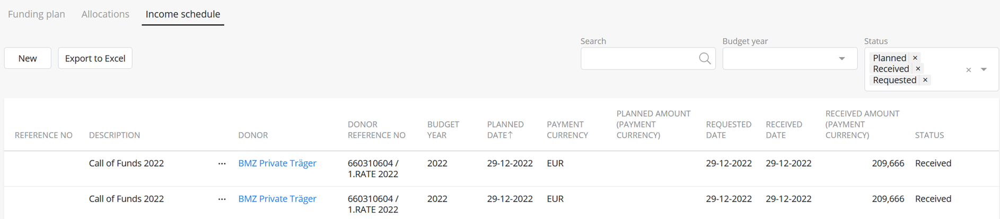 Funding plan Allocations Income schedule
Search Budget year Status
New Export to Excel
Planned ×
Received ×
Requested ×
REFERENCE NO DESCRIPTION DONOR DONOR REFERENCE NO BUDGET YEAR PLANNED DATE↑ PAYMENT CURRENCY PLANNED AMOUNT (PAYMENT CURRENCY) REQUESTED DATE RECEIVED DATE RECEIVED AMOUNT (PAYMENT CURRENCY) STATUS
Call of Funds 2022 ... BMZ Private Träger 660310604 / 2022 29-12-2022 EUR 29-12-2022 29-12-2022 209,666 Received
1.RATE 2022
Call of Funds 2022 ... BMZ Private Träger 660310604 / 2022 29-12-2022 EUR 29-12-2022 29-12-2022 209,666 Received
1.RATE 2022